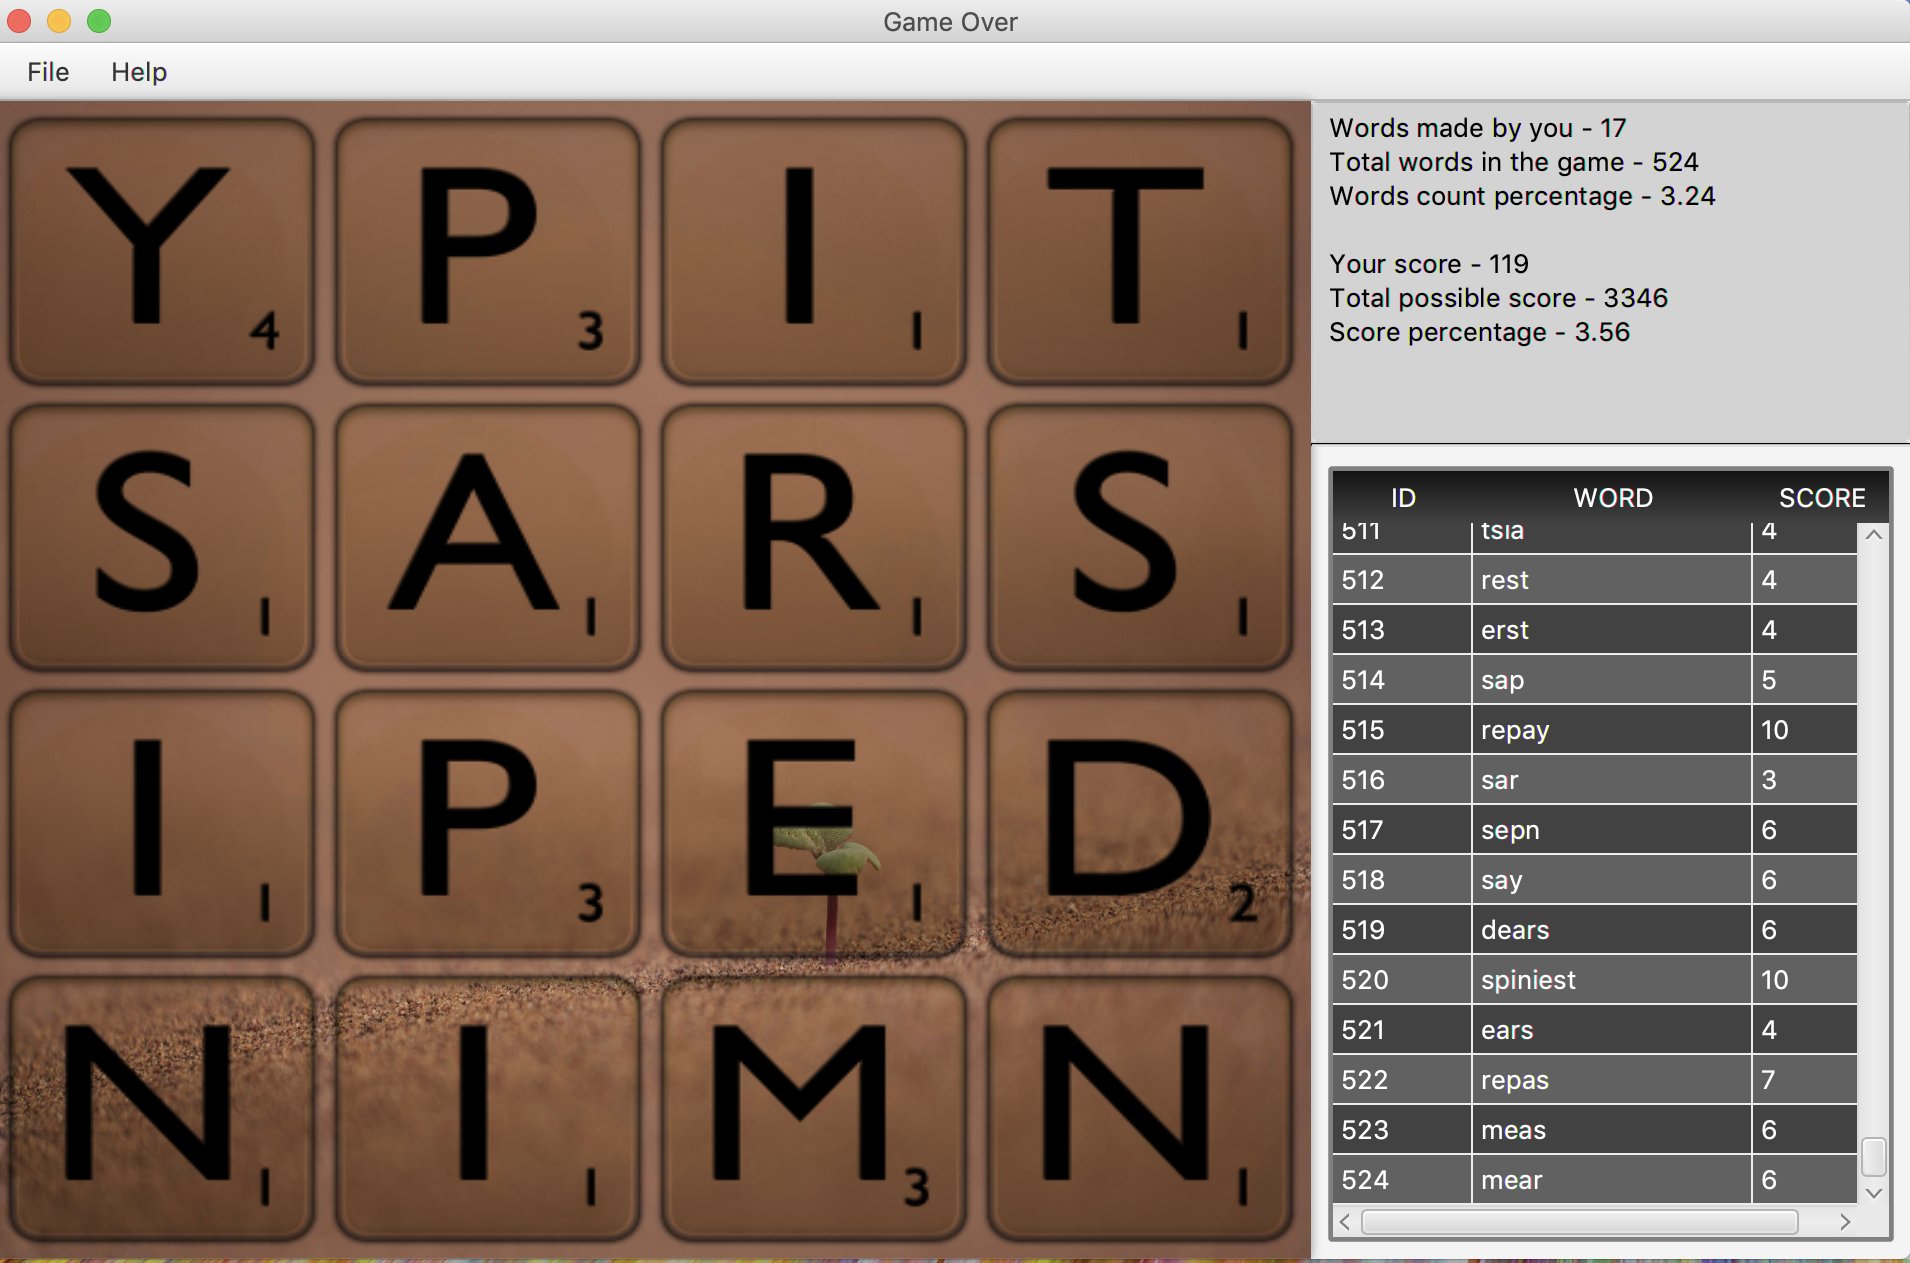 Game Over
File Help
Y 4 P 3 I 1 T 1
S 1 A 1 R 1 S 1
I 1 P 3 E 1 D 2
N 1 I 1 M 3 N 1
Words made by you - 17
Total words in the game - 524
Words count percentage - 3.24
Your score - 119
Total possible score - 3346
Score percentage - 3.56
ID WORD SCORE
511 tsia 4
512 rest 4
513 erst 4
514 sap 5
515 repay 10
516 sar 3
517 sepn 6
518 say 6
519 dears 6
520 spiniest 10
521 ears 4
522 repas 7
523 meas 6
524 mear 6